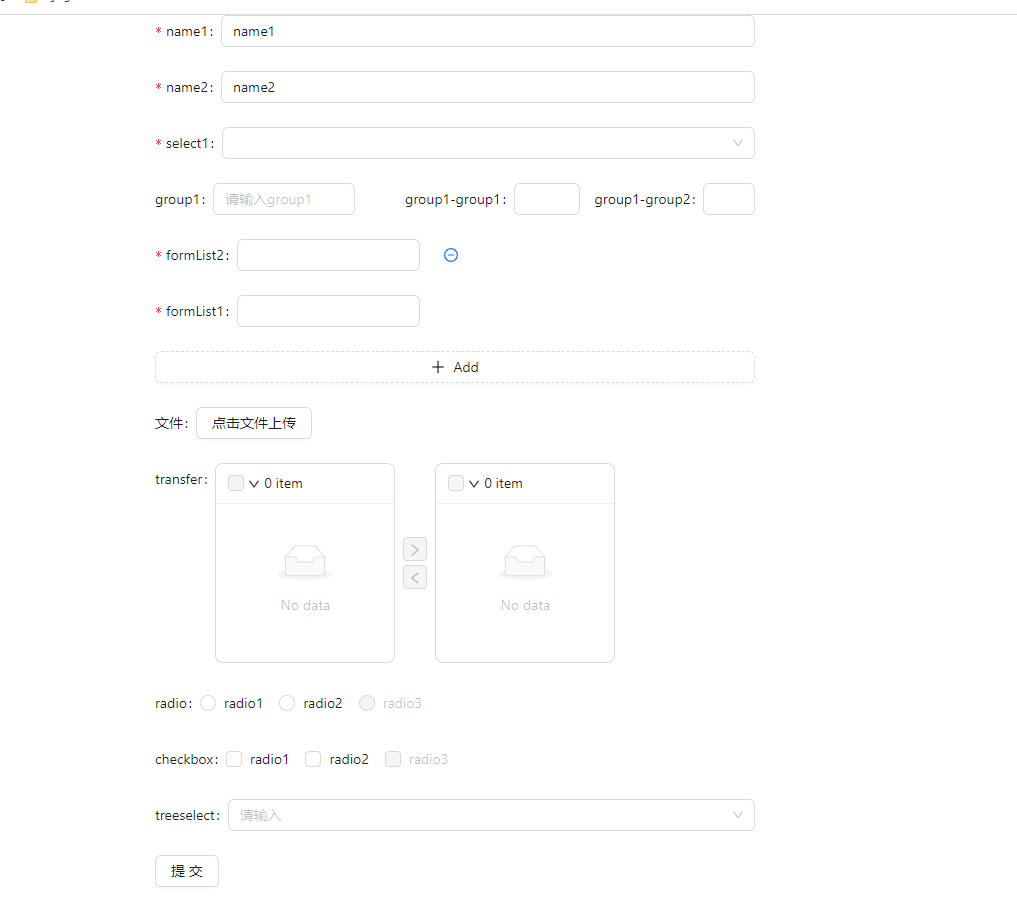 * name1: name1
* name2: name2
* select1:
group1: 请输入group1 group1-group1: group1-group2:
* formList2:
* formList1:
+ Add
文件: 点击文件上传
transfer: 0 item 0 item
No data No data
radio: radio1 radio2 radio3
checkbox: radio1 radio2 radio3
treeselect: 请输入
提 交